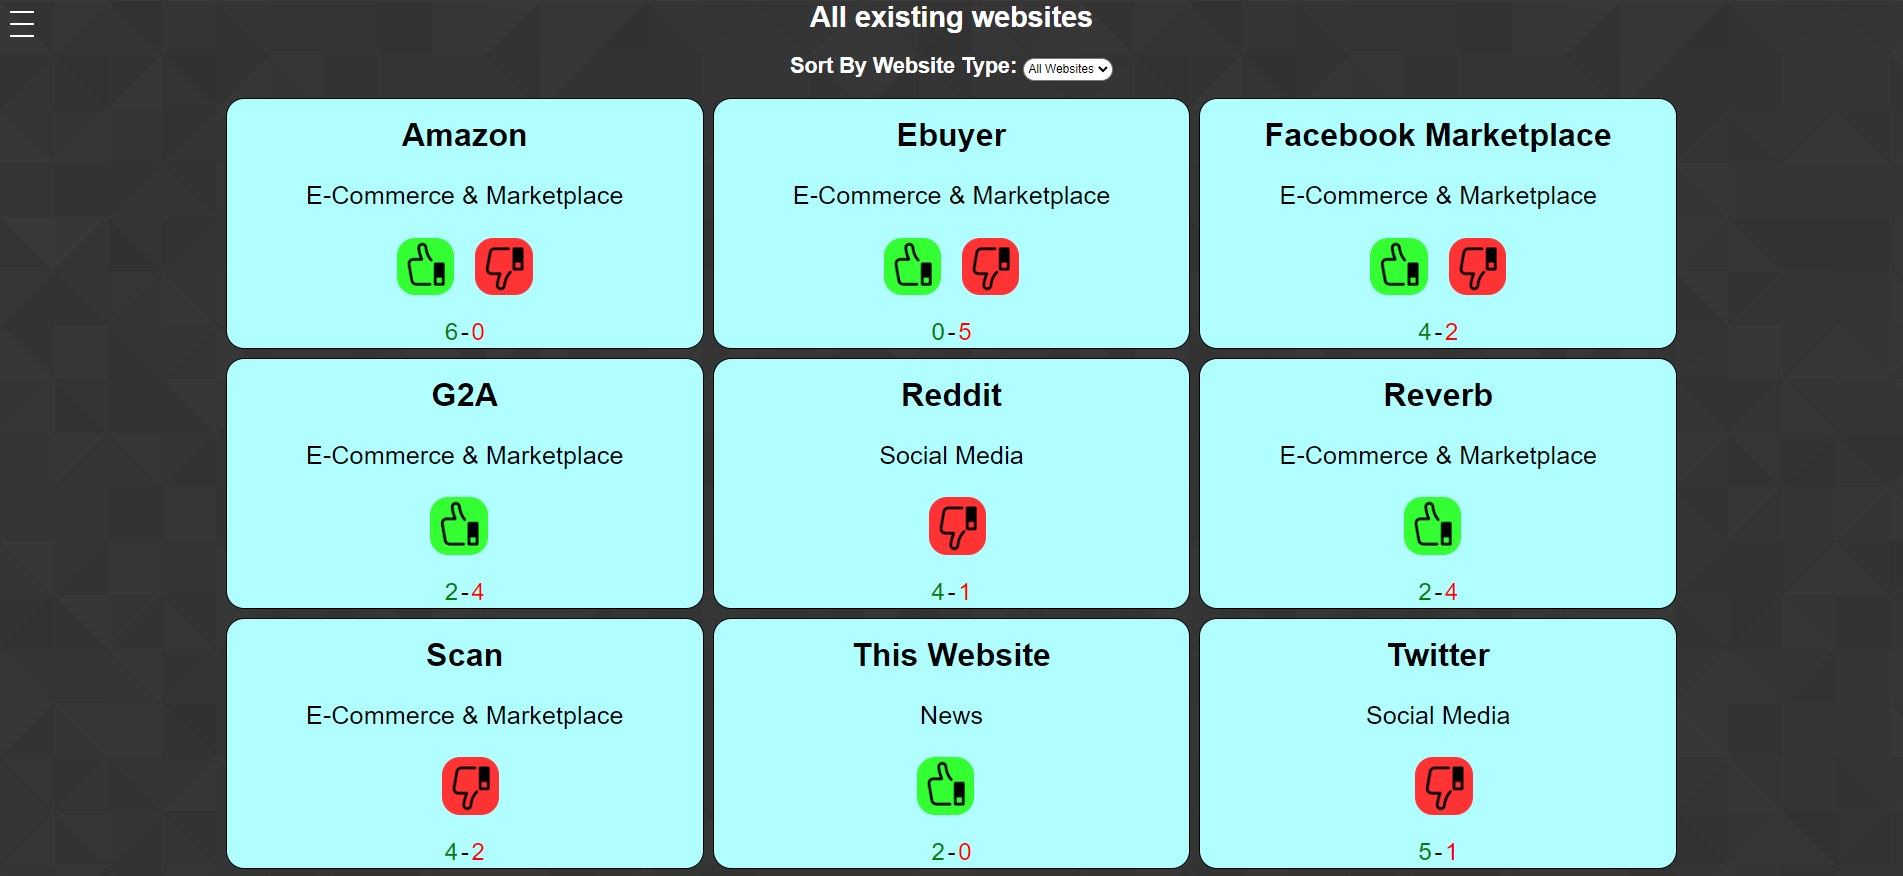 All existing websites
Sort By Website Type: All Websites
Amazon
E-Commerce & Marketplace
6-0
Ebuyer
E-Commerce & Marketplace
0-5
Facebook Marketplace
E-Commerce & Marketplace
4-2
G2A
E-Commerce & Marketplace
2-4
Reddit
Social Media
4-1
Reverb
E-Commerce & Marketplace
2-4
Scan
E-Commerce & Marketplace
4-2
This Website
News
2-0
Twitter
Social Media
5-1